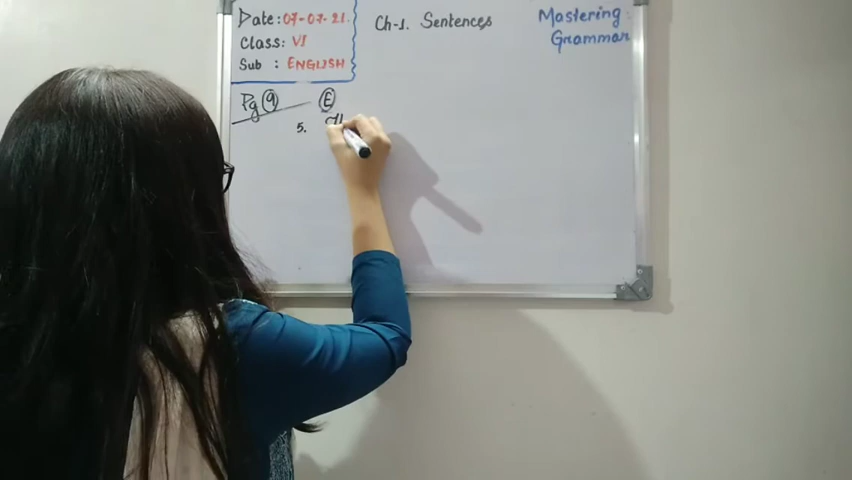 Date: 07-07-21.
Class: VI
Sub : ENGLISH
Ch-1. Sentences
Mastering
Grammar
Pg 9
E
5.